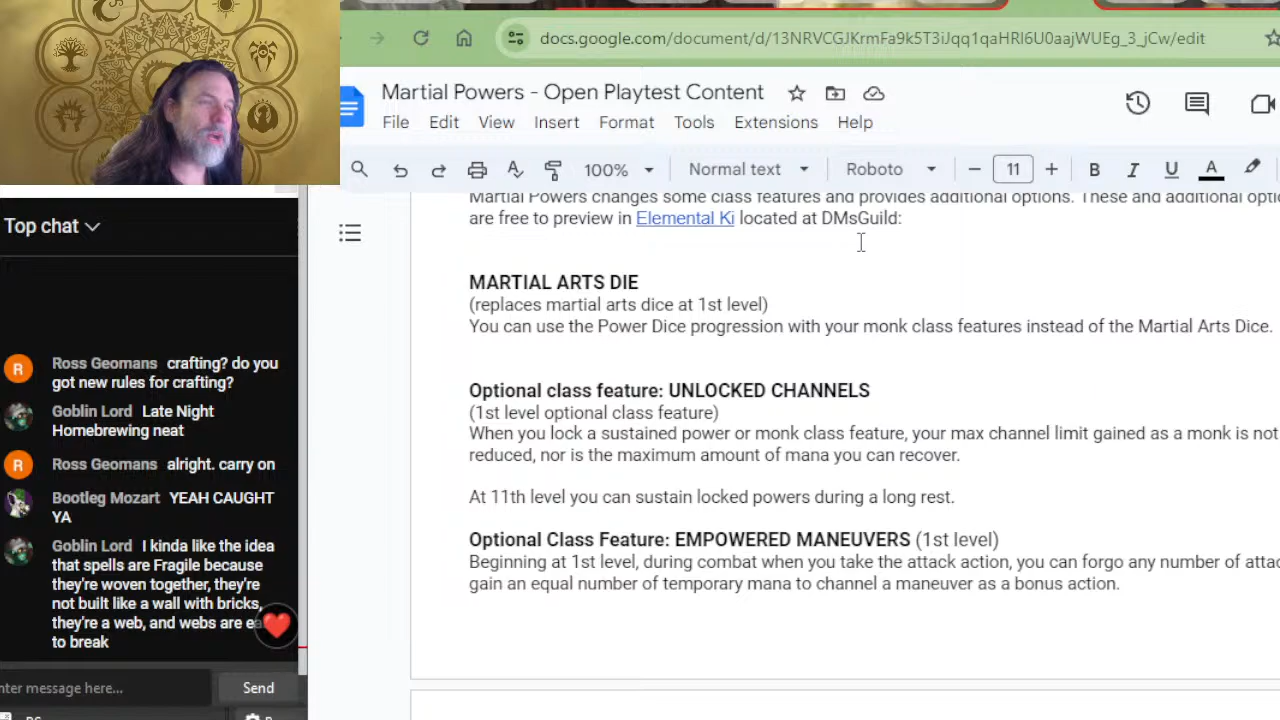 docs.google.com/document/d/13NRVCGJKrmFa9k5T3iJqq1qaHRl6U0aajWUEg_3_jCw/edit
Martial Powers - Open Playtest Content
File Edit View Insert Format Tools Extensions Help
100% Normal text Roboto 11 B I U A
Martial Powers changes some class features and provides additional options. These and additional
are free to preview in Elemental Ki located at DMsGuild:
MARTIAL ARTS DIE
(replaces martial arts dice at 1st level)
You can use the Power Dice progression with your monk class features instead of the Martial Arts Dice.
Optional class feature: UNLOCKED CHANNELS
(1st level optional class feature)
When you lock a sustained power or monk class feature, your max channel limit gained as a monk is not
reduced, nor is the maximum amount of mana you can recover.
At 11th level you can sustain locked powers during a long rest.
Optional Class Feature: EMPOWERED MANEUVERS (1st level)
Beginning at 1st level, during combat when you take the attack action, you can forgo any number of
gain an equal number of temporary mana to channel a maneuver as a bonus action.
Top chat
R Ross Geomans crafting? do you
got new rules for crafting?
Goblin Lord Late Night
Homebrewing neat
R Ross Geomans alright. carry on
Bootleg Mozart YEAH CAUGHT
YA
Goblin Lord I kinda like the idea
that spells are Fragile because
they're woven together, they're
not built like a wall with bricks,
they're a web, and webs are
to break
message here...
Send